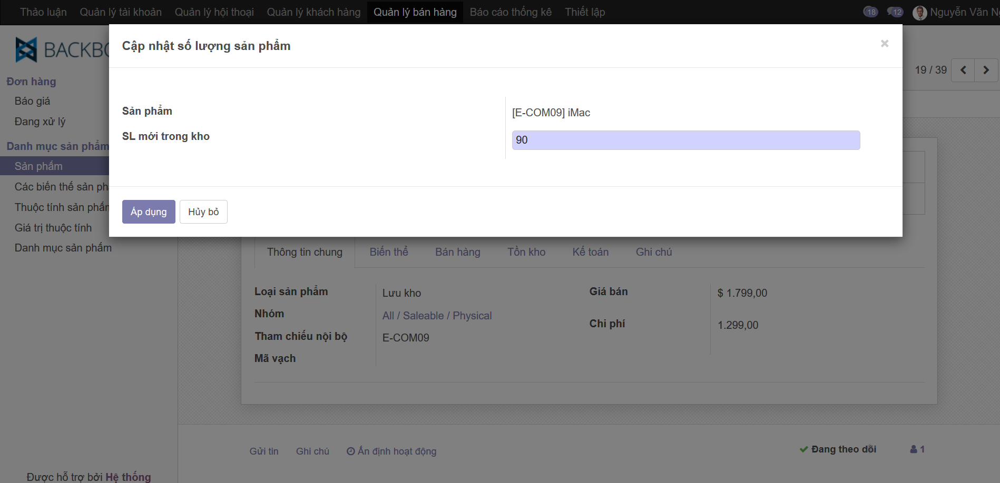 Thảo luận Quản lý tài khoản Quản lý hội thoại Quản lý khách hàng Quản lý bán hàng Báo cáo thống kê Thiết lập 18 12 Nguyễn Văn
Cập nhật số lượng sản phẩm ×
BACKBO
19 / 39
Đơn hàng
Báo giá
Đang xử lý
Danh mục sản phẩm
Sản phẩm
Các biến thể sản
Thuộc tính sản phẩm
Giá trị thuộc tính
Danh mục sản phẩm
Sản phẩm [E-COM09] iMac
SL mới trong kho 90
Áp dụng Hủy bỏ
Thông tin chung Biến thể Bán hàng Tồn kho Kế toán Ghi chú
Loại sản phẩm Lưu kho Giá bán $ 1.799,00
Nhóm All / Saleable / Physical
Chi phí 1.299,00
Tham chiếu nội bộ E-COM09
Mã vạch
Gửi tin Ghi chú Ấn định hoạt động Đang theo dõi 1
Được hỗ trợ bởi Hệ thống